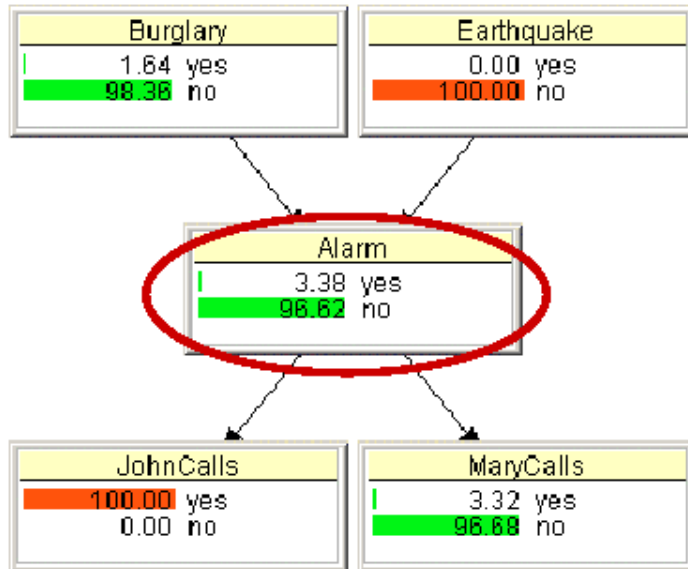 Burglary
1.64 yes
98.36 no
Earthquake
0.00 yes
100.00 no
Alarm
3.38 yes
96.62 no
JohnCalls
100.00 yes
0.00 no
MaryCalls
3.32 yes
96.68 no